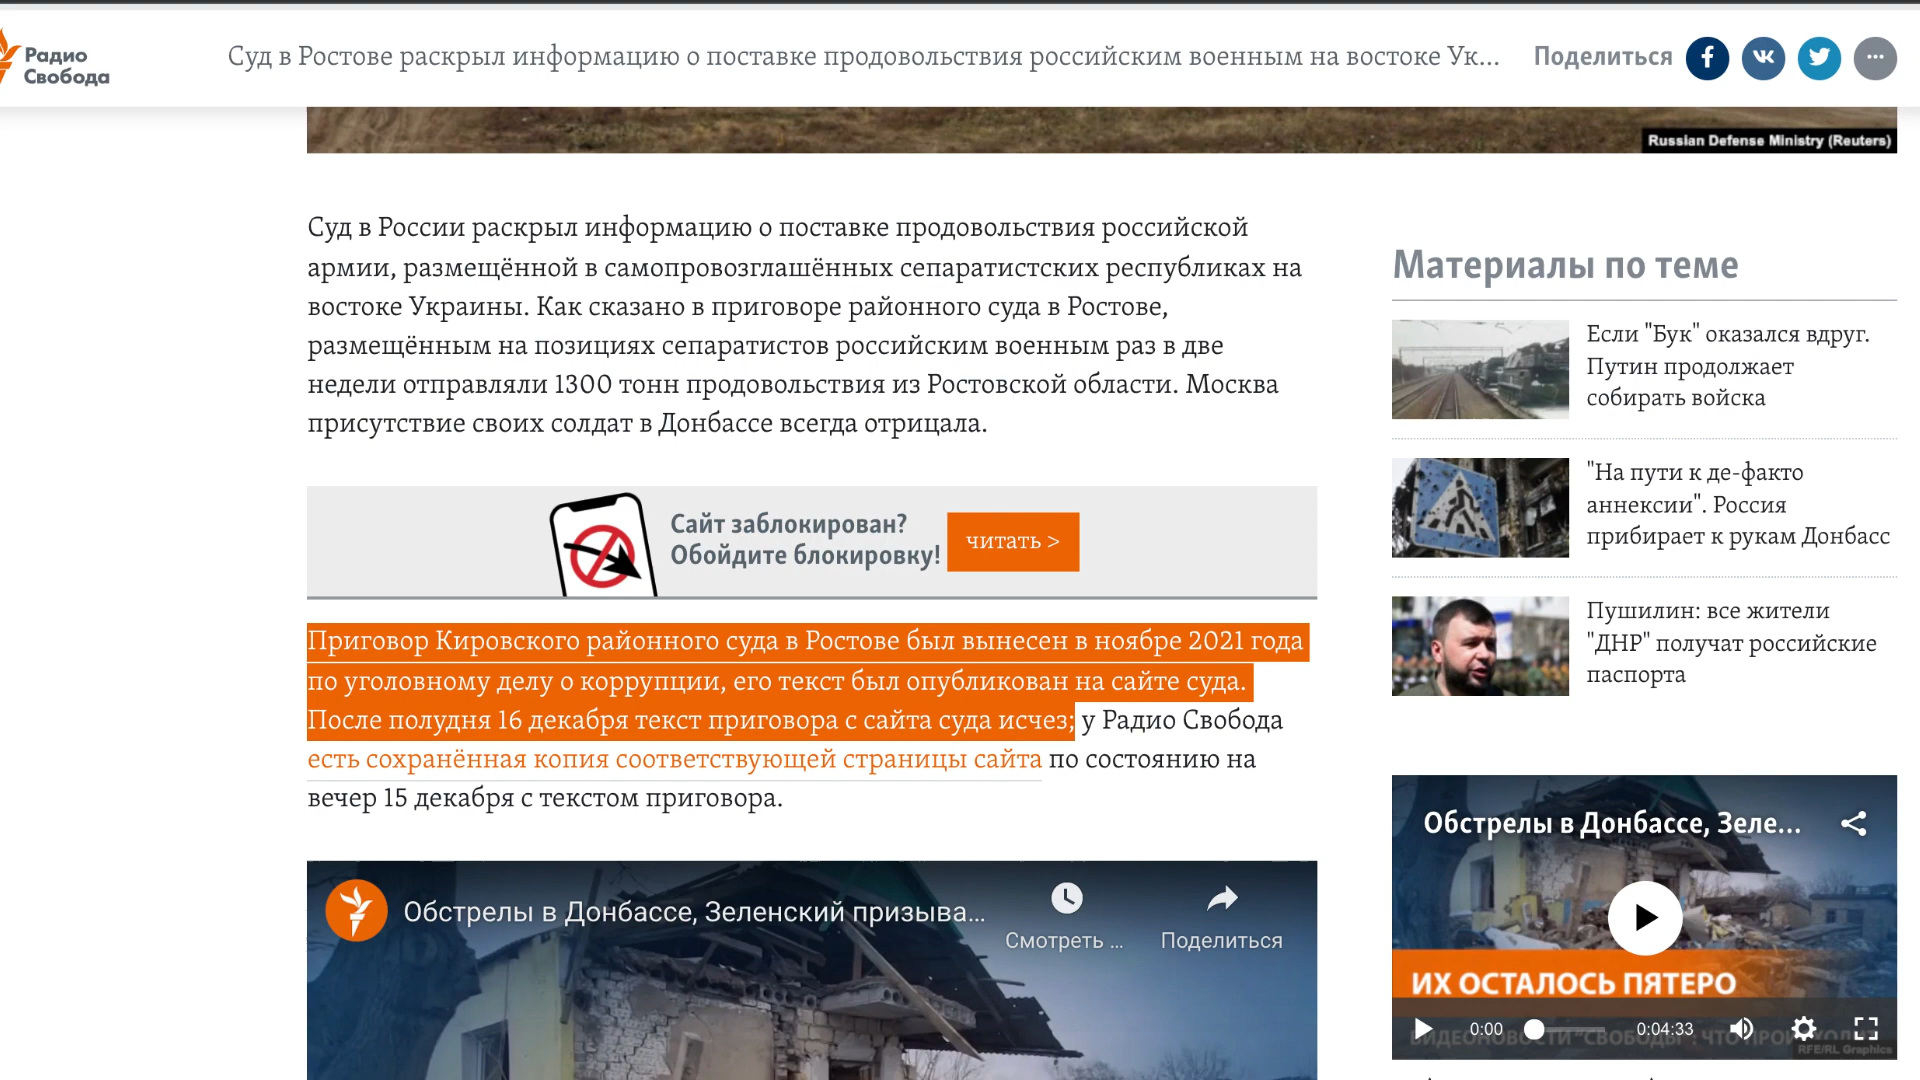 Радио
Свобода
Суд в Ростове раскрыл информацию о поставке продовольствия российским военным на востоке Ук...
Поделиться
Russian Defense Ministry (Reuters)
Суд в России раскрыл информацию о поставке продовольствия российской
армии, размещённой в самопровозглашённых сепаратистских республиках на
востоке Украины. Как сказано в приговоре районного суда в Ростове,
размещённым на позициях сепаратистов российским военным раз в две
недели отправляли 1300 тонн продовольствия из Ростовской области. Москва
присутствие своих солдат в Донбассе всегда отрицала.
Сайт заблокирован?
Обойдите блокировку!
читать >
Приговор Кировского районного суда в Ростове был вынесен в ноябре 2021 года
по уголовному делу о коррупции, его текст был опубликован на сайте суда.
После полудня 16 декабря текст приговора с сайта суда исчез; у Радио Свобода
есть сохранённая копия соответствующей страницы сайта по состоянию на
вечер 15 декабря с текстом приговора.
Обстрелы в Донбассе, Зеленский призыва...
Смотреть ...
Поделиться
Материалы по теме
Если "Бук" оказался вдруг.
Путин продолжает
собирать войска
"На пути к де-факто
аннексии". Россия
прибирает к рукам Донбасс
Пушилин: все жители
"ДНР" получат российские
паспорта
Обстрелы в Донбассе, Зеле...
ИХ ОСТАЛОСЬ ПЯТЕРО
0:00
0:04:33
ВИДЕОНОВОСТИ "СВОБОДЫ": ЧТО ПРОИСХОДИТ
RFE/RL Graphics